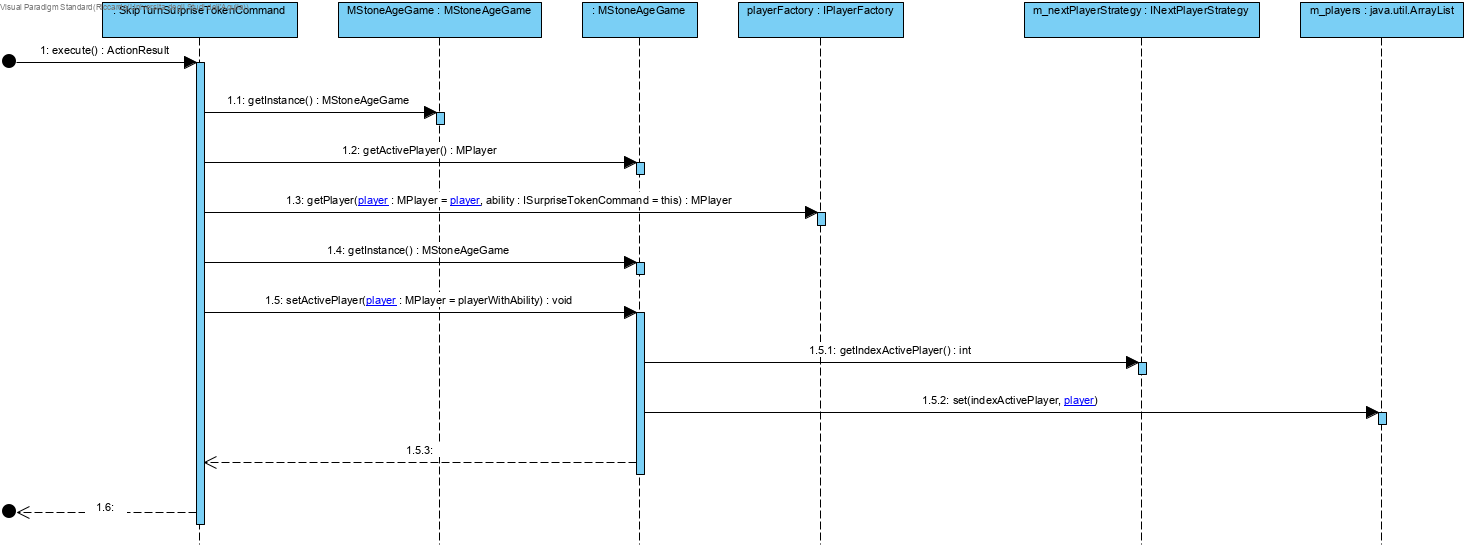 Visual Paradigm Standard(
: SkipTurnSurpriseTokenCommand
MStoneAgeGame : MStoneAgeGame
: MStoneAgeGame
playerFactory : IPlayerFactory
m_nextPlayerStrategy : INextPlayerStrategy
m_players : java.util.ArrayList
1: execute() : ActionResult
1.1: getInstance() : MStoneAgeGame
1.2: getActivePlayer() : MPlayer
1.3: getPlayer(player : MPlayer = player, ability : ISurpriseTokenCommand = this) : MPlayer
1.4: getInstance() : MStoneAgeGame
1.5: setActivePlayer(player : MPlayer = playerWithAbility) : void
1.5.1: getIndexActivePlayer() : int
1.5.2: set(indexActivePlayer, player)
1.5.3:
1.6: